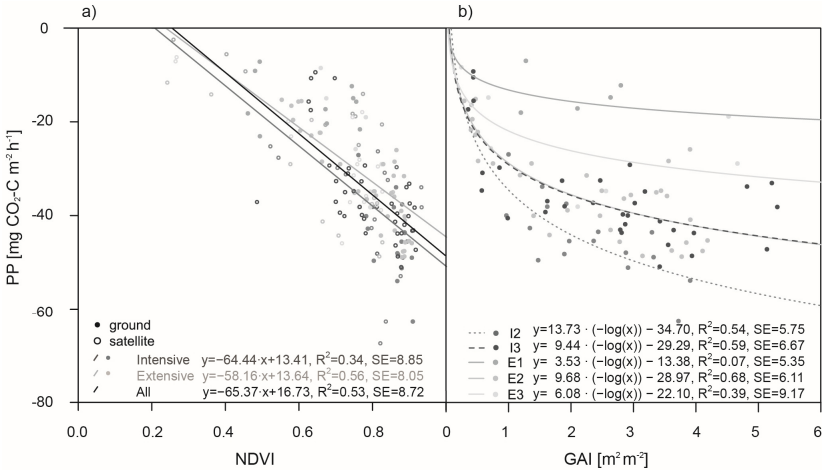 a)
b)
0
-20
-40
-60
-80
PP [mg CO₂-C m⁻² h⁻¹]
ground
satellite
Intensive y=−64.44·x+13.41, R²=0.34, SE=8.85
Extensive y=−58.16·x+13.64, R²=0.56, SE=8.05
All y=−65.37·x+16.73, R²=0.53, SE=8.72
I2 y=13.73 · (−log(x)) − 34.70, R²=0.54, SE=5.75
I3 y= 9.44 · (−log(x)) − 29.29, R²=0.59, SE=6.67
E1 y= 3.53 · (−log(x)) − 13.38, R²=0.07, SE=5.35
E2 y= 9.68 · (−log(x)) − 28.97, R²=0.68, SE=6.11
E3 y= 6.08 · (−log(x)) − 22.10, R²=0.39, SE=9.17
0.0 0.2 0.4 0.6 0.8 0 1 2 3 4 5 6
NDVI
GAI [m² m⁻²]